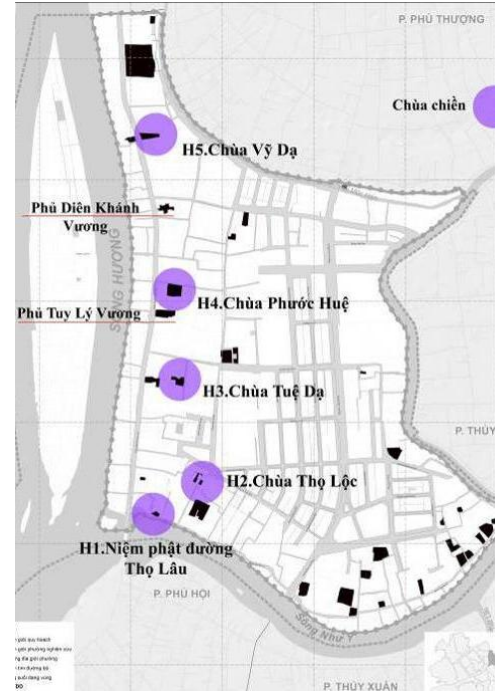 P. PHÚ THƯỢNG
Chùa chiền
H5.Chùa Vỹ Dạ
Phủ Diên Khánh
Vương
SÔNG HƯƠNG
H4.Chùa Phước Huệ
Phủ Tuy Lý Vương
H3.Chùa Tuệ Dạ
P. THỦY
H2.Chùa Thọ Lộc
H1.Niệm phật đường
Thọ Lâu
P. PHÚ HỘI
Sông Như Ý
P. THỦY XUÂN